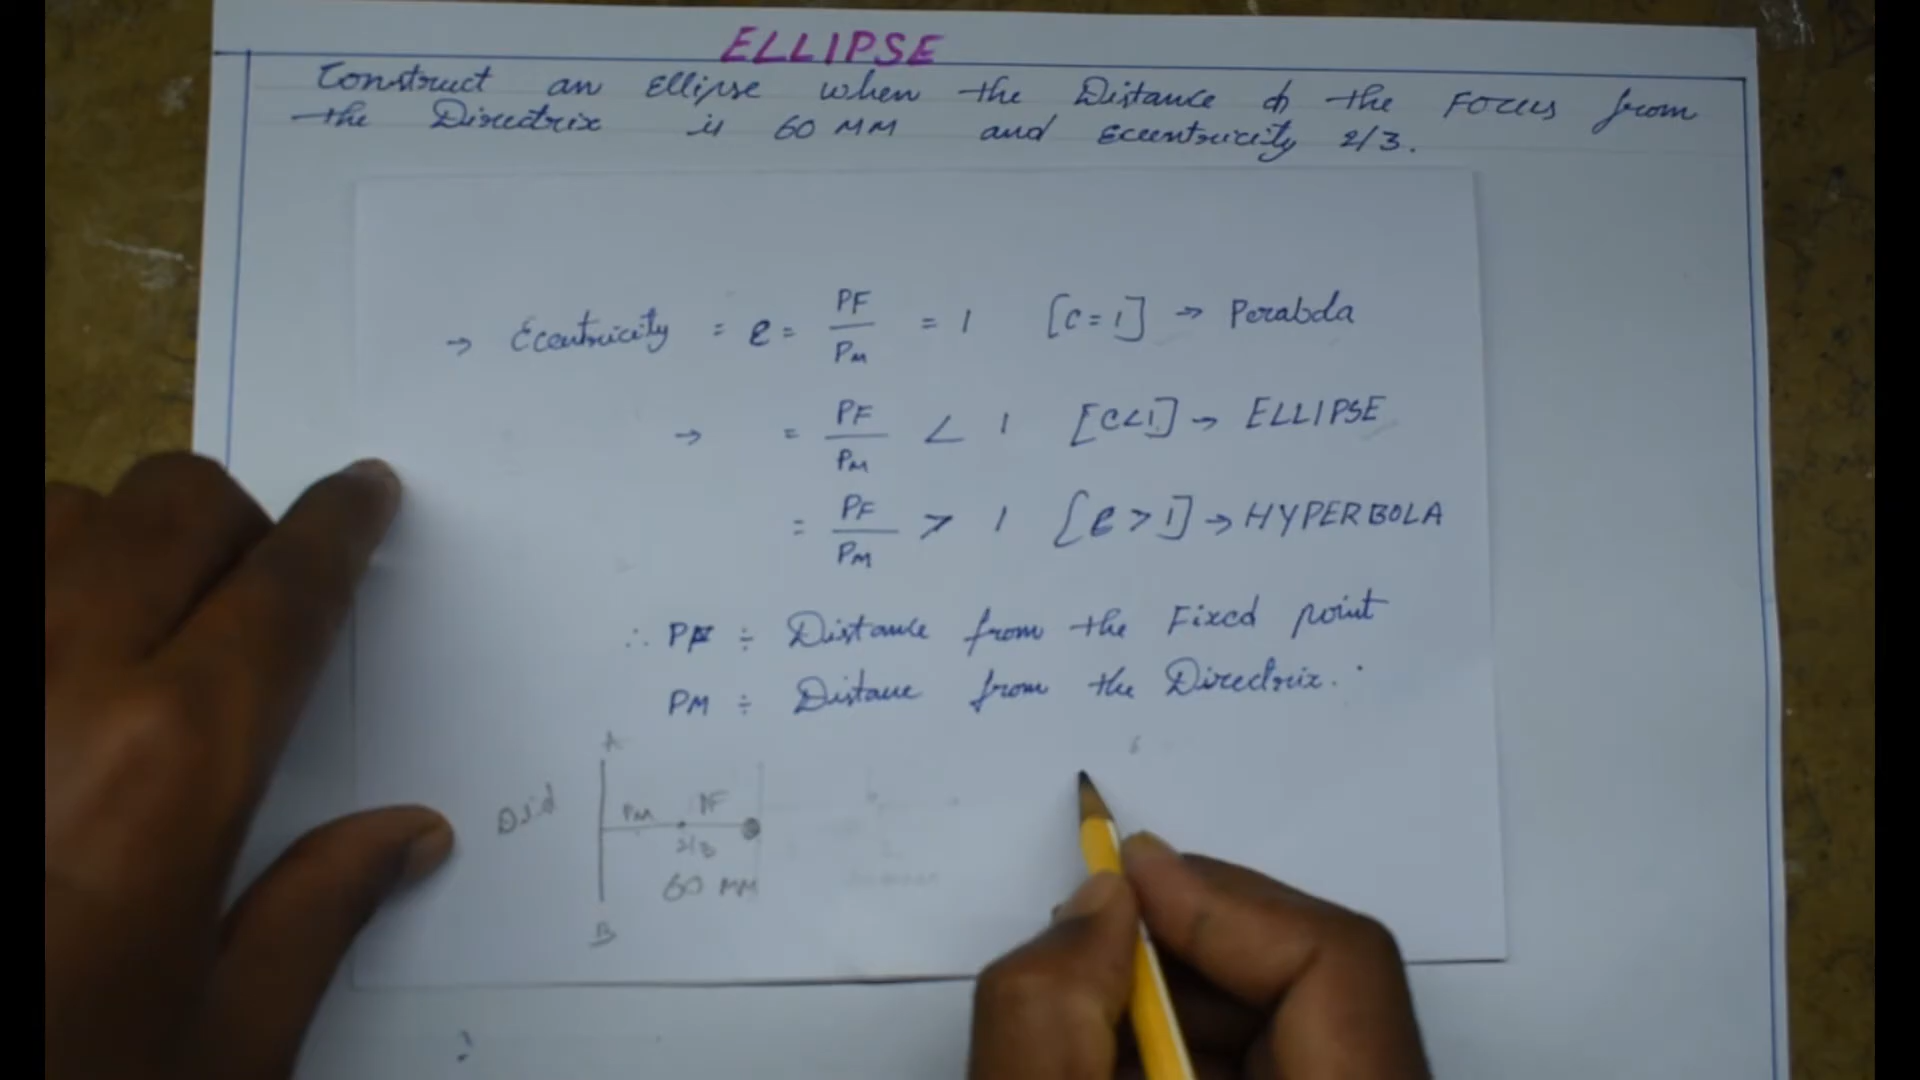 ELLIPSE
Construct an Ellipse when the Distance of the Focus from
the Directrix is 60 MM and Eccentricity 2/3.
→ Eccentricity = e = PF/PM = 1 [e=1] → Perabola
→ = PF/PM < 1 [e<1] → ELLIPSE
= PF/PM > 1 [e>1] → HYPERBOLA
∴ PF ÷ Distance from the Fixed point
PM ÷ Distance from the Directrix.
A
PM PF
2/3
60 MM
B